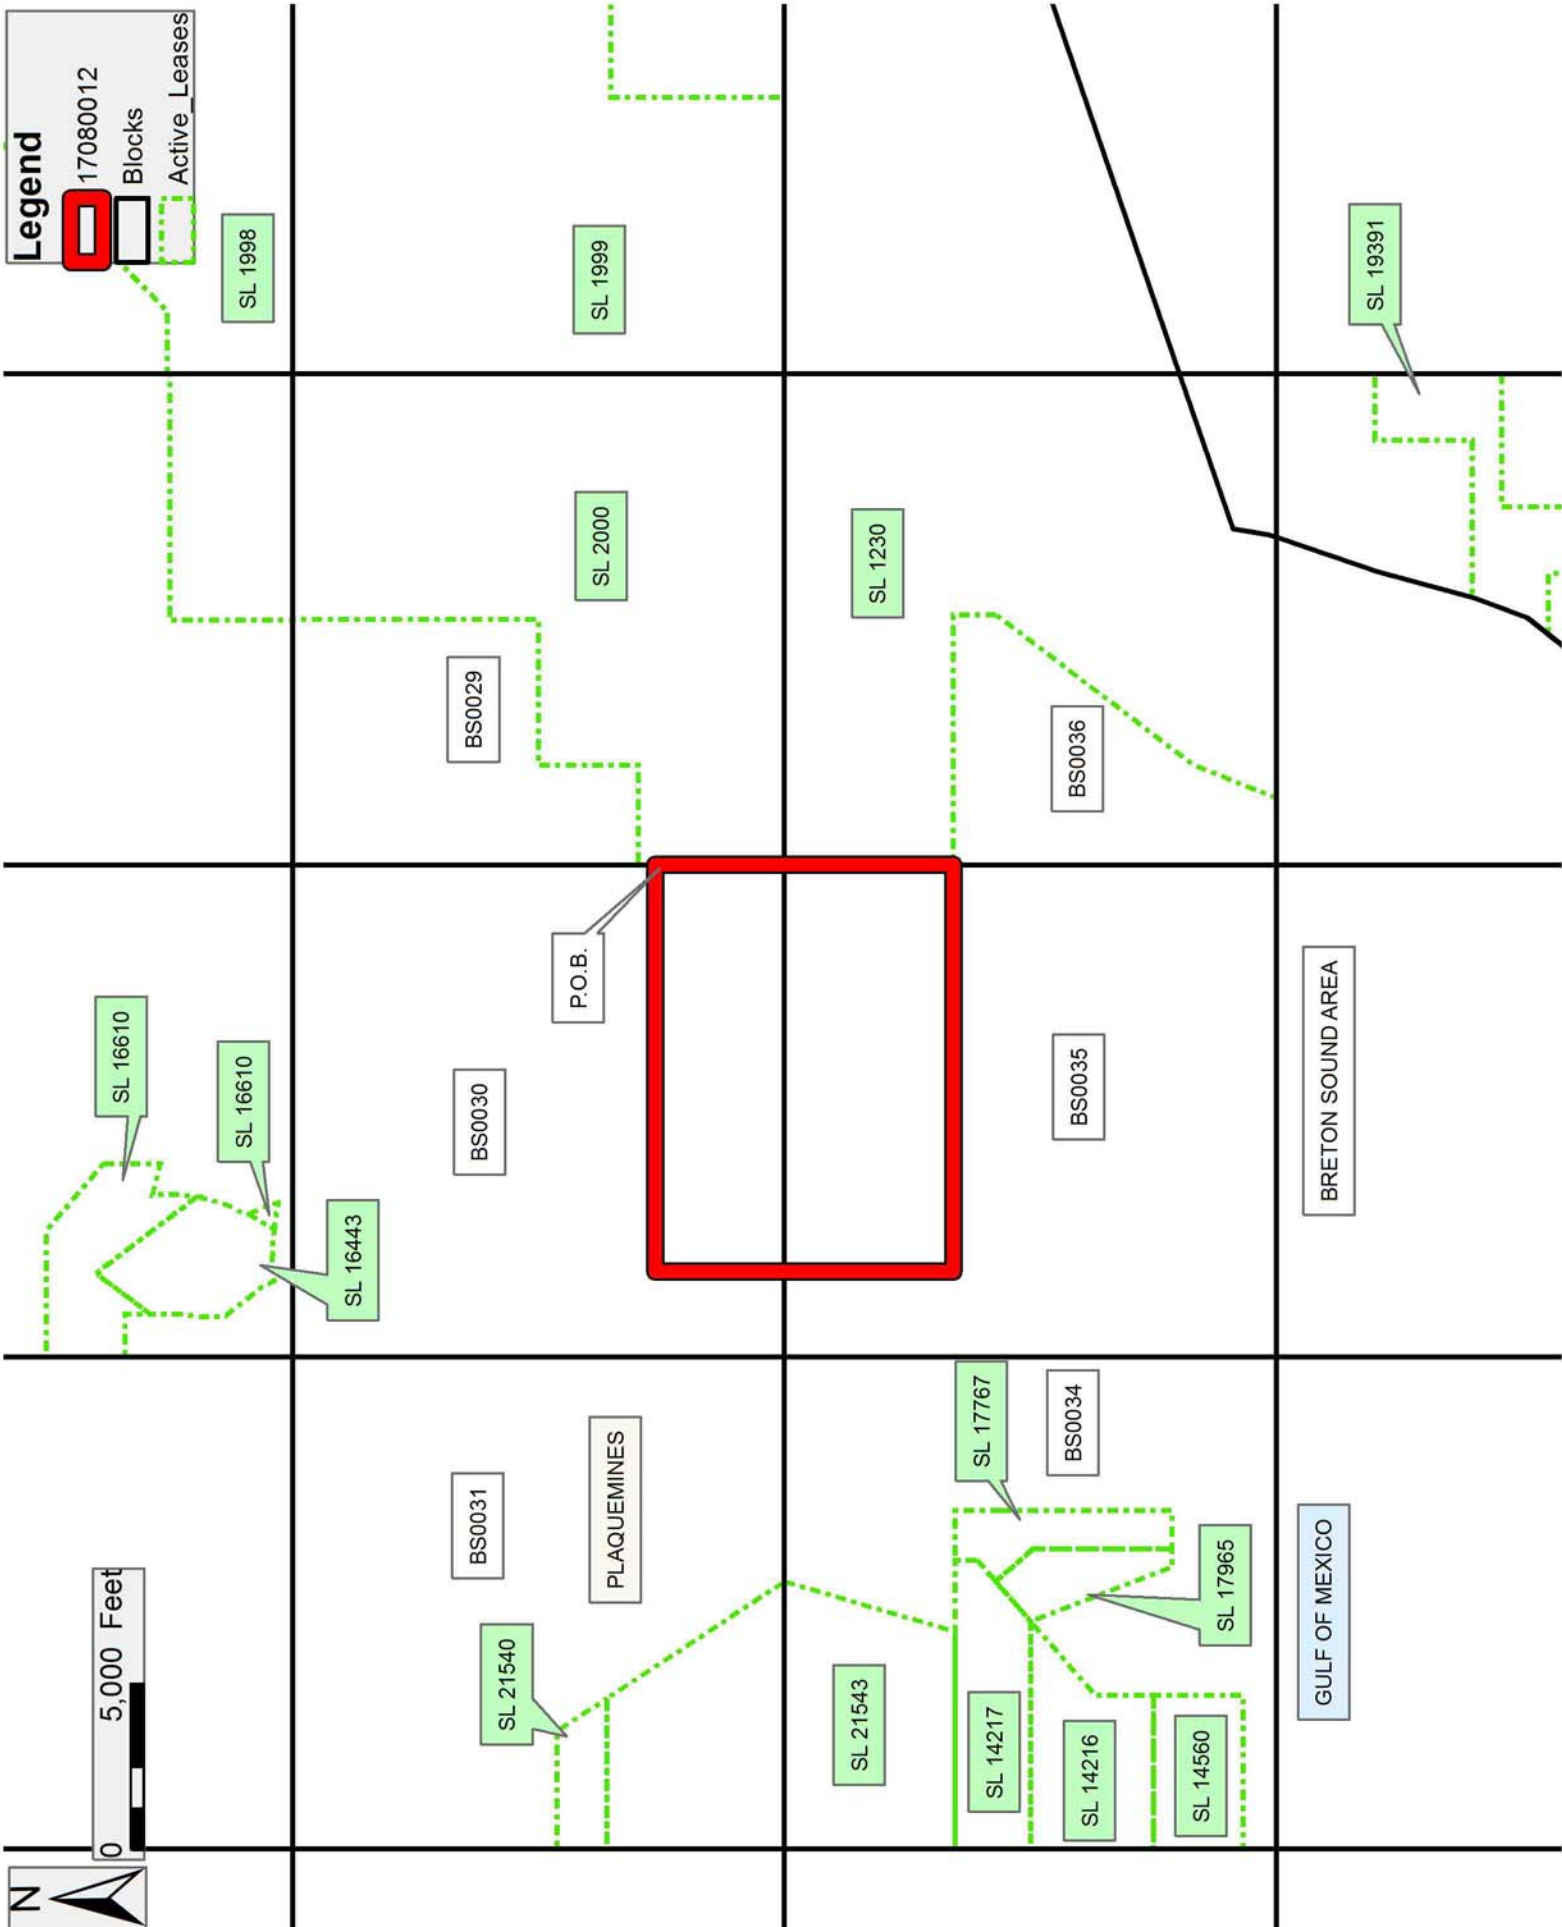 N
0 5,000 Feet
Legend
17080012
Blocks
Active_Leases
SL 16610
SL 16610
SL 1998
SL 16443
BS0031
BS0030
BS0029
SL 21540
P.O.B.
SL 2000
SL 1999
PLAQUEMINES
SL 21543
SL 1230
SL 17767
SL 14217
BS0034
BS0035
BS0036
SL 14216
SL 14560
SL 17965
GULF OF MEXICO
BRETON SOUND AREA
SL 19391